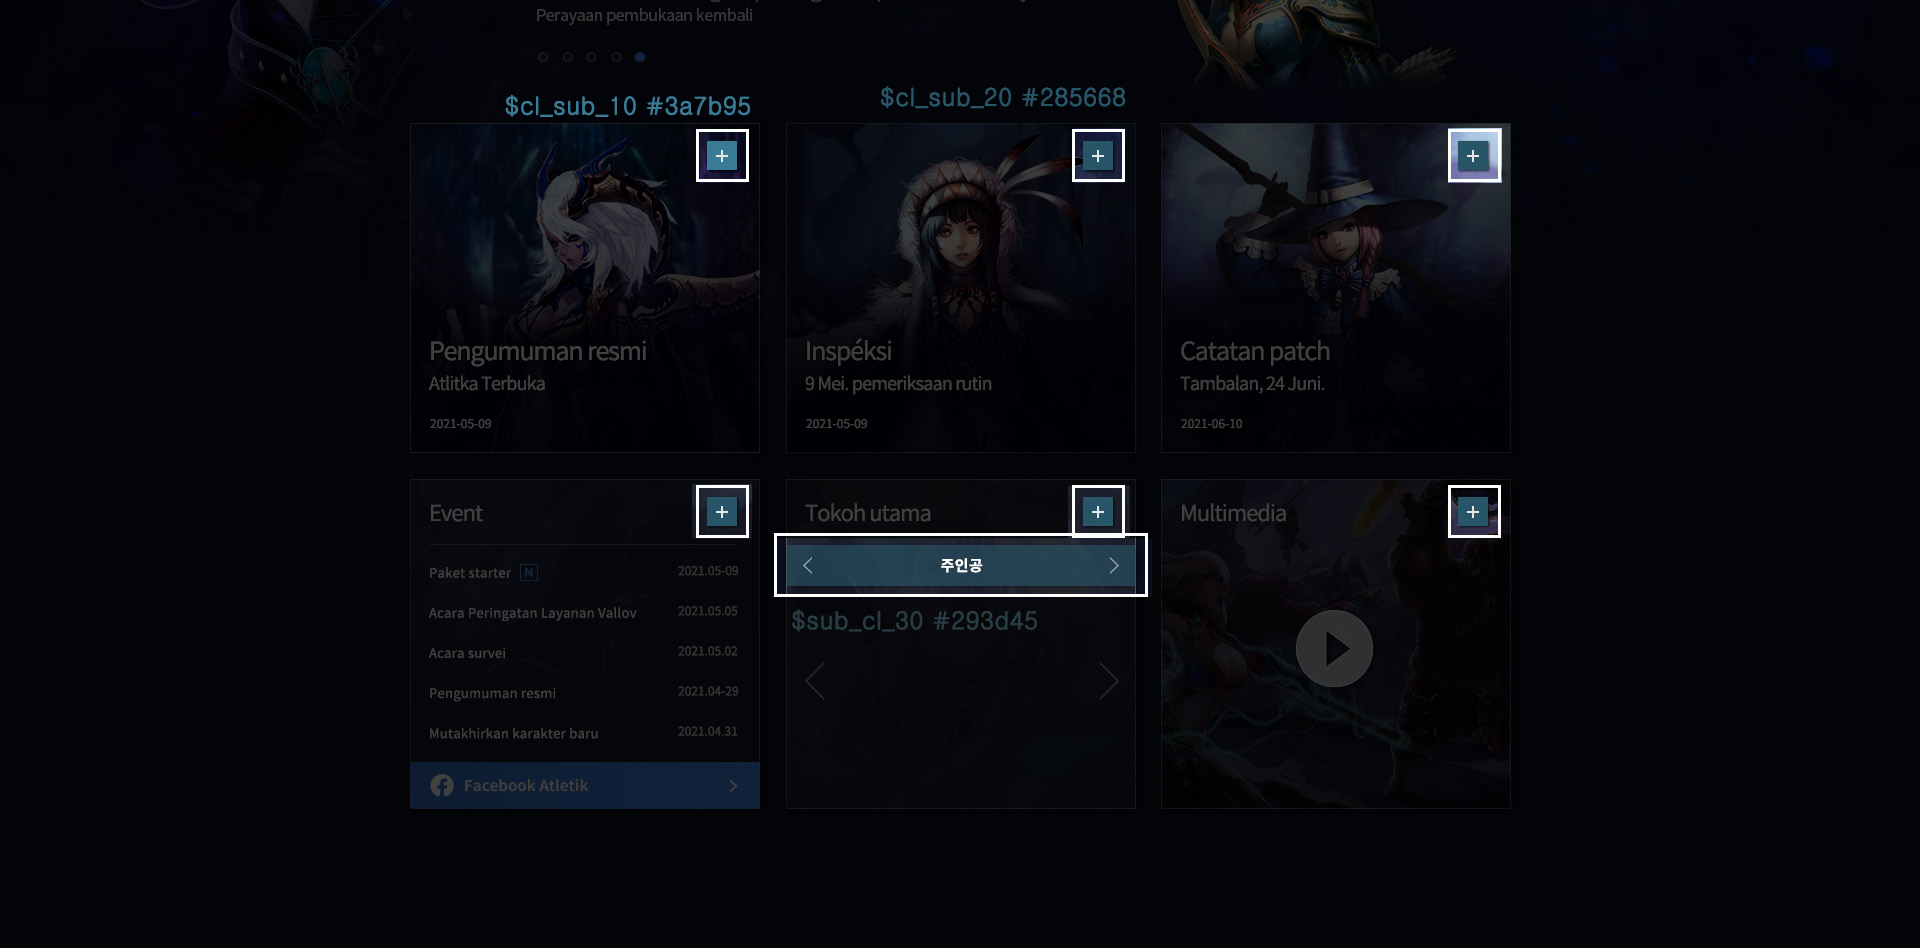 Perayaan pembukaan kembali
$cl_sub_10 #3a7b95
$cl_sub_20 #285668
Pengumuman resmi
Atlitka Terbuka
2021-05-09
Inspéksi
9 Mei. pemeriksaan rutin
2021-05-09
Catatan patch
Tambalan, 24 Juni.
2021-06-10
Event
Paket starter N 2021.05-09
Acara Peringatan Layanan Vallov 2021.05.05
Acara survei 2021.05.02
Pengumuman resmi 2021.04-29
Mutakhirkan karakter baru 2021.04.31
Facebook Atletik
Tokoh utama
주인공
$sub_cl_30 #293d45
Multimedia